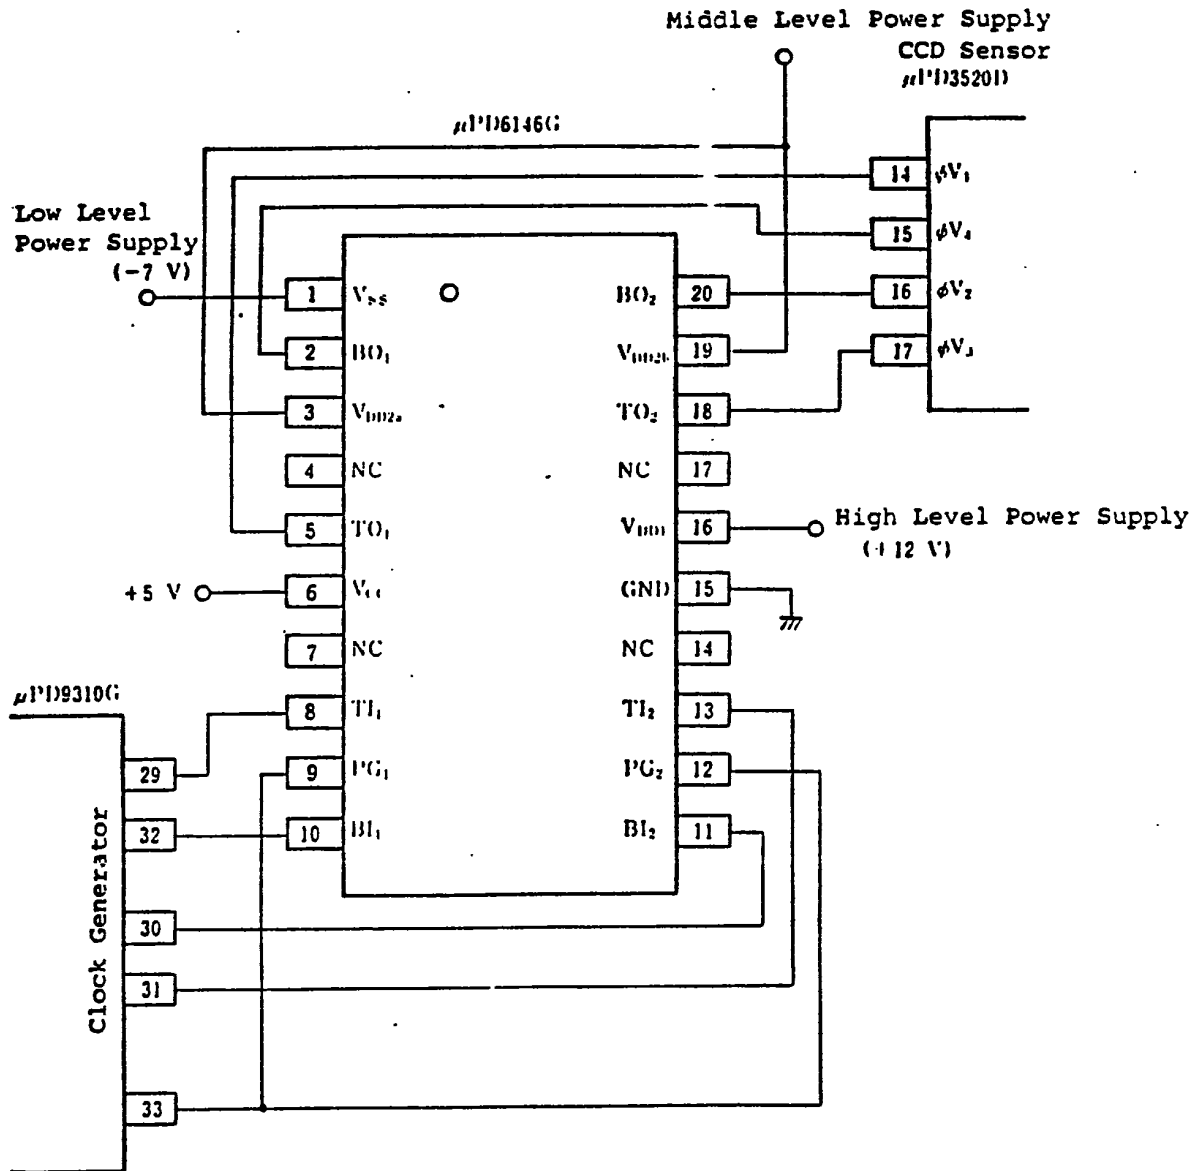 Middle Level Power Supply
CCD Sensor
μPD3520D
μPD6146G
14 φV₁
15 φV₄
16 φV₂
17 φV₃
Low Level
Power Supply
(-7 V)
1 VSS
2 BO₁
3 VDD2a
4 NC
5 TO₁
+5 V
6 VCC
7 NC
8 TI₁
9 PG₁
10 BI₁
BO₂ 20
VDD2b 19
TO₂ 18
NC 17
VDD1 16
High Level Power Supply
(+12 V)
GND 15
NC 14
TI₂ 13
PG₂ 12
BI₂ 11
μPD9310G
Clock Generator
29
32
30
31
33